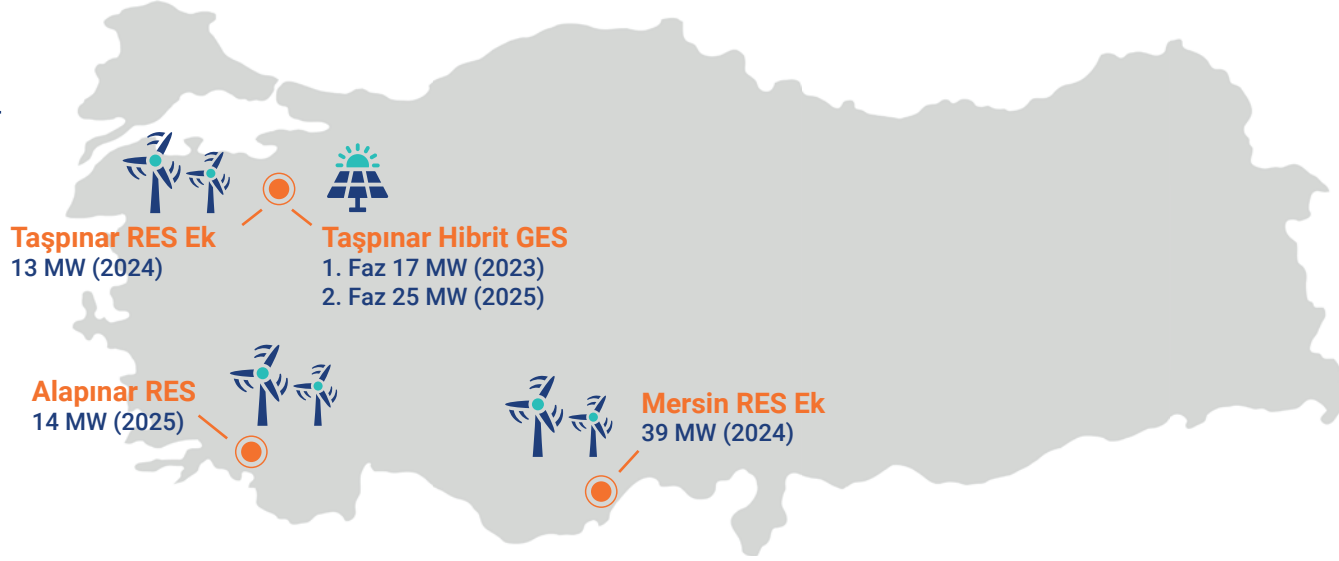 Taşpınar RES Ek
13 MW (2024)
Taşpınar Hibrit GES
1. Faz 17 MW (2023)
2. Faz 25 MW (2025)
Alapınar RES
14 MW (2025)
Mersin RES Ek
39 MW (2024)